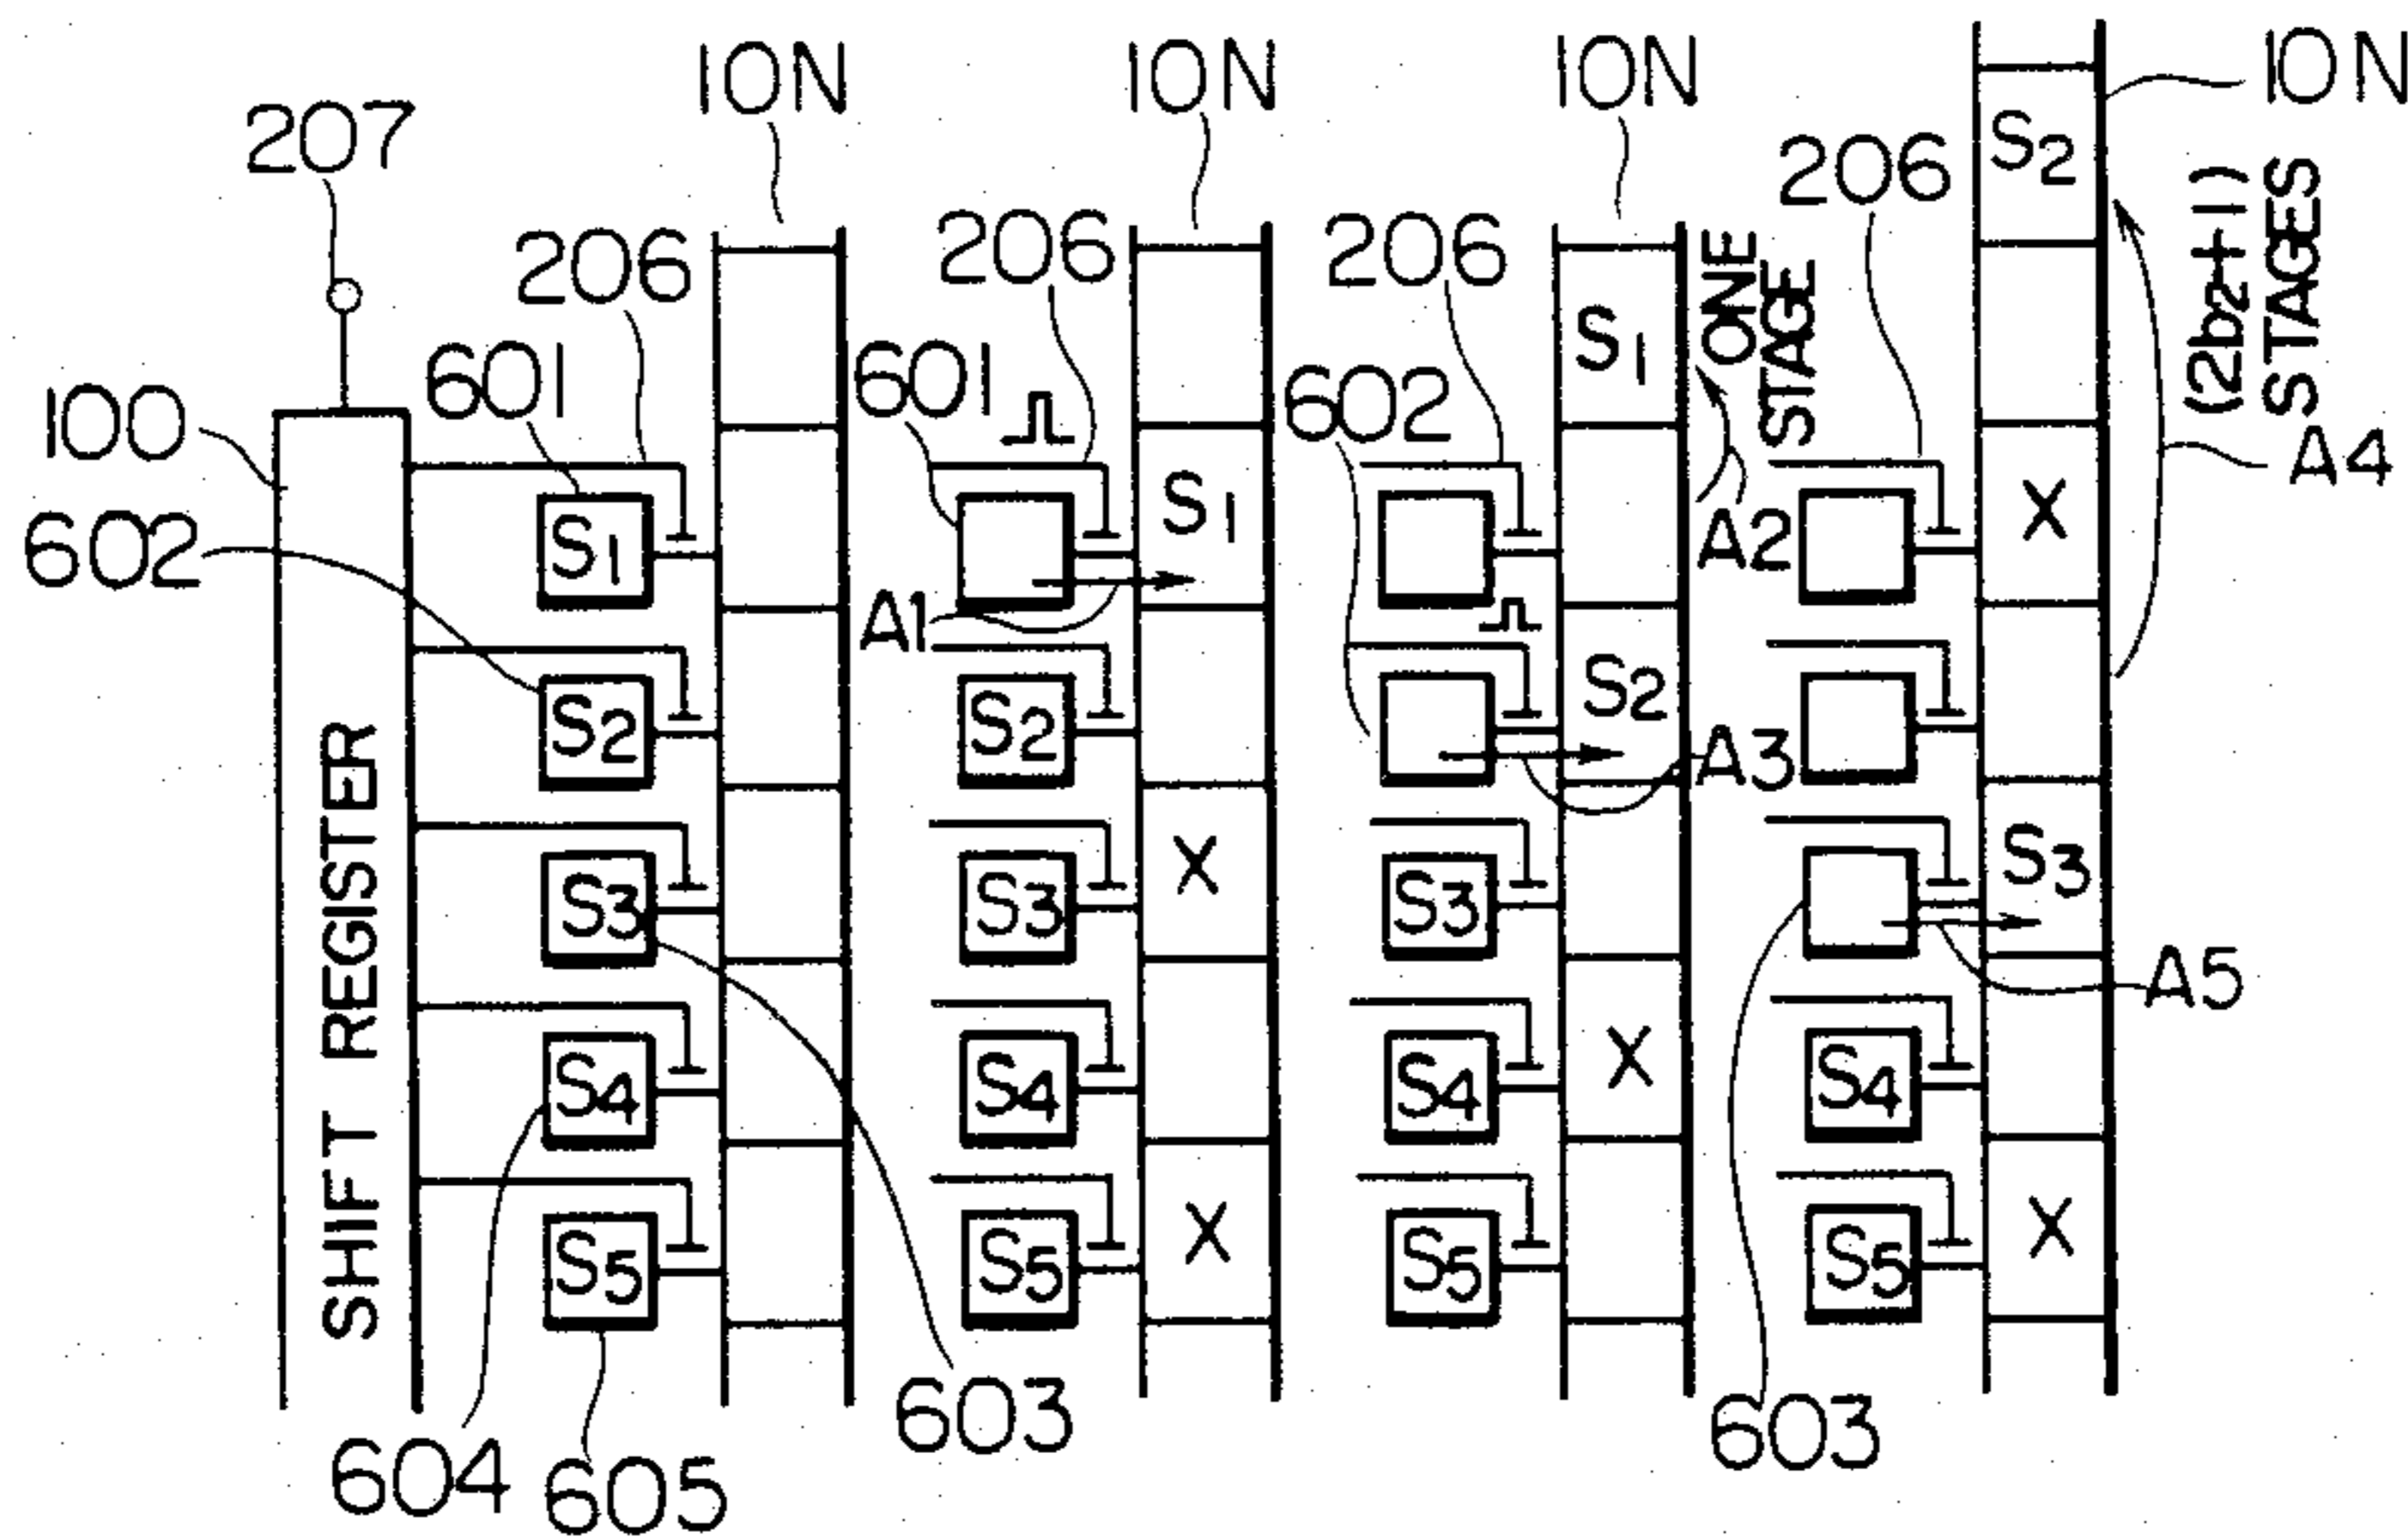 10N
10N
10N
10N
207
206
206
206
206
S2
(2b2+1)
STAGES
ONE
STAGE
100
601
601
602
602
S1
S1
S1
X
A4
A1
A2
S2
S2
S2
A3
SHIFT REGISTER
S3
S3
X
S3
S3
A5
S4
S4
S4
X
S4
S5
S5
X
S5
S5
X
604
605
603
603